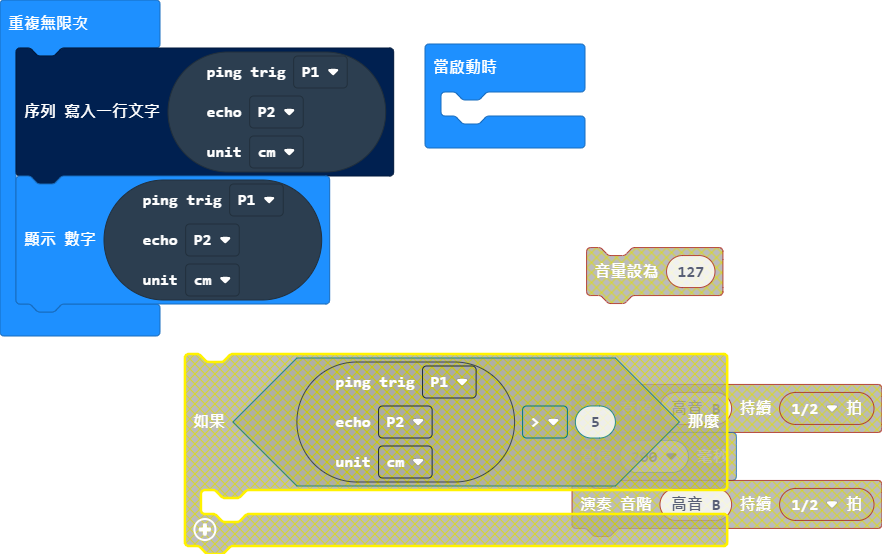 重複無限次
當啟動時
ping trig P1
序列 寫入一行文字 echo P2
unit cm
ping trig P1
顯示 數字 echo P2
unit cm
音量設為 127
ping trig P1
高音 B 持續 1/2 拍
如果 echo P2 > 5 那麼
unit cm
演奏 音階 高音 B 持續 1/2 拍